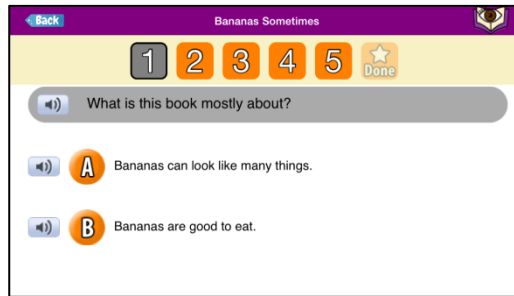 Back
Bananas Sometimes
1 2 3 4 5 Done
What is this book mostly about?
A Bananas can look like many things.
B Bananas are good to eat.